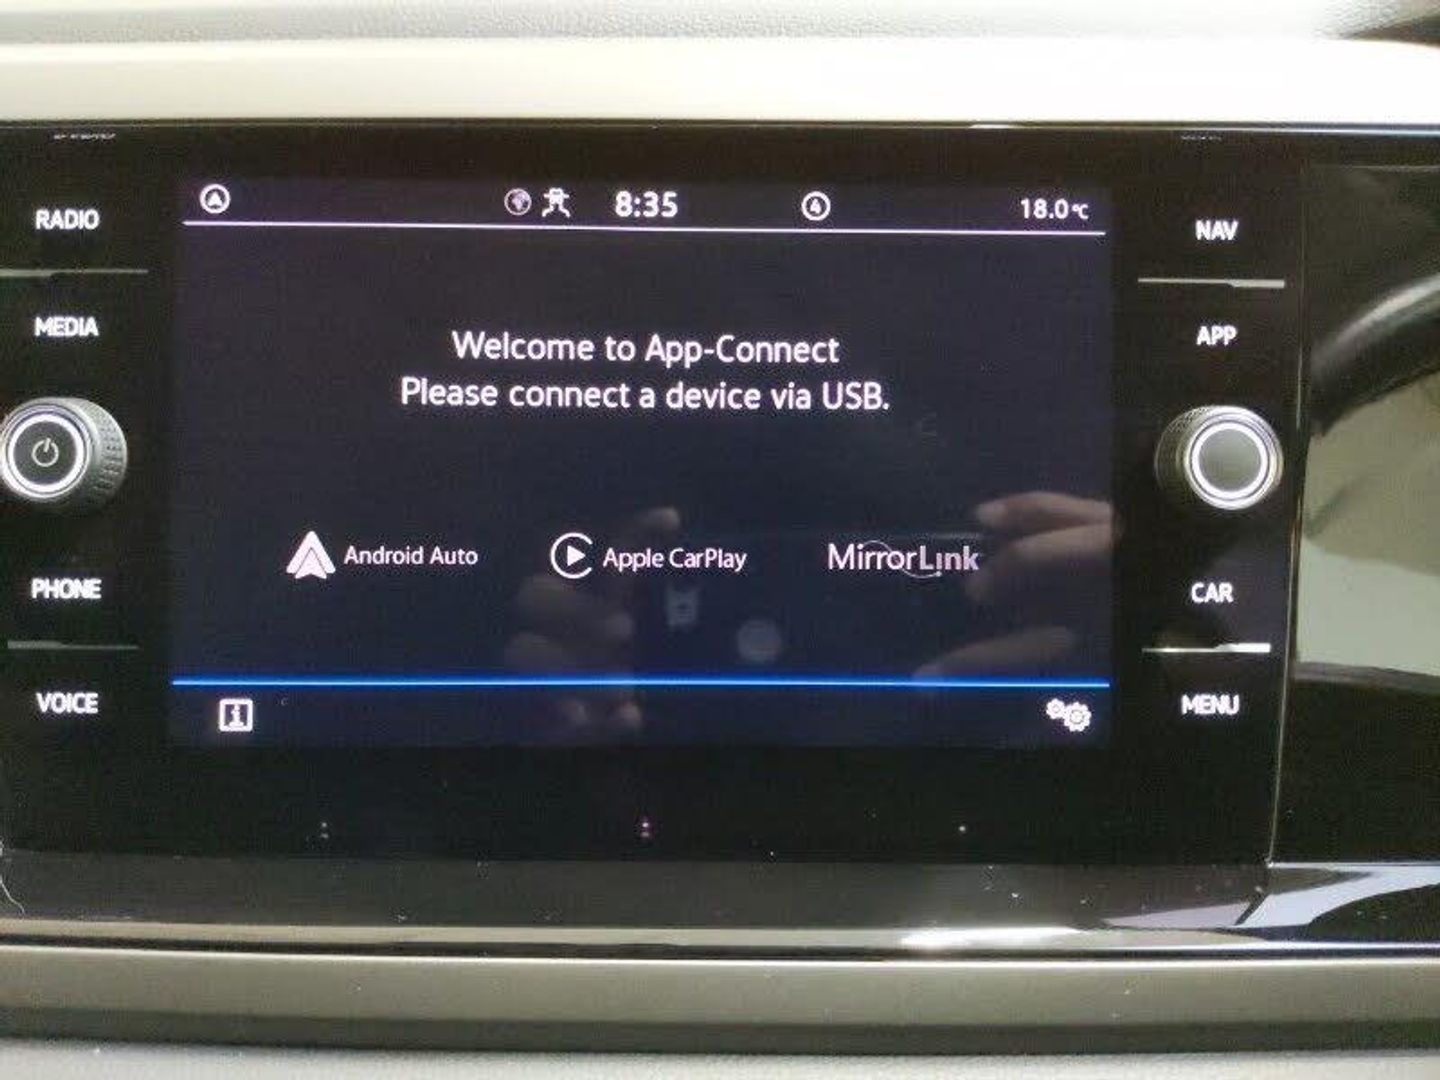 RADIO
MEDIA
PHONE
VOICE
8:35
4
18.0°C
Welcome to App-Connect
Please connect a device via USB.
Android Auto
Apple CarPlay
MirrorLink
i
NAV
APP
CAR
MENU